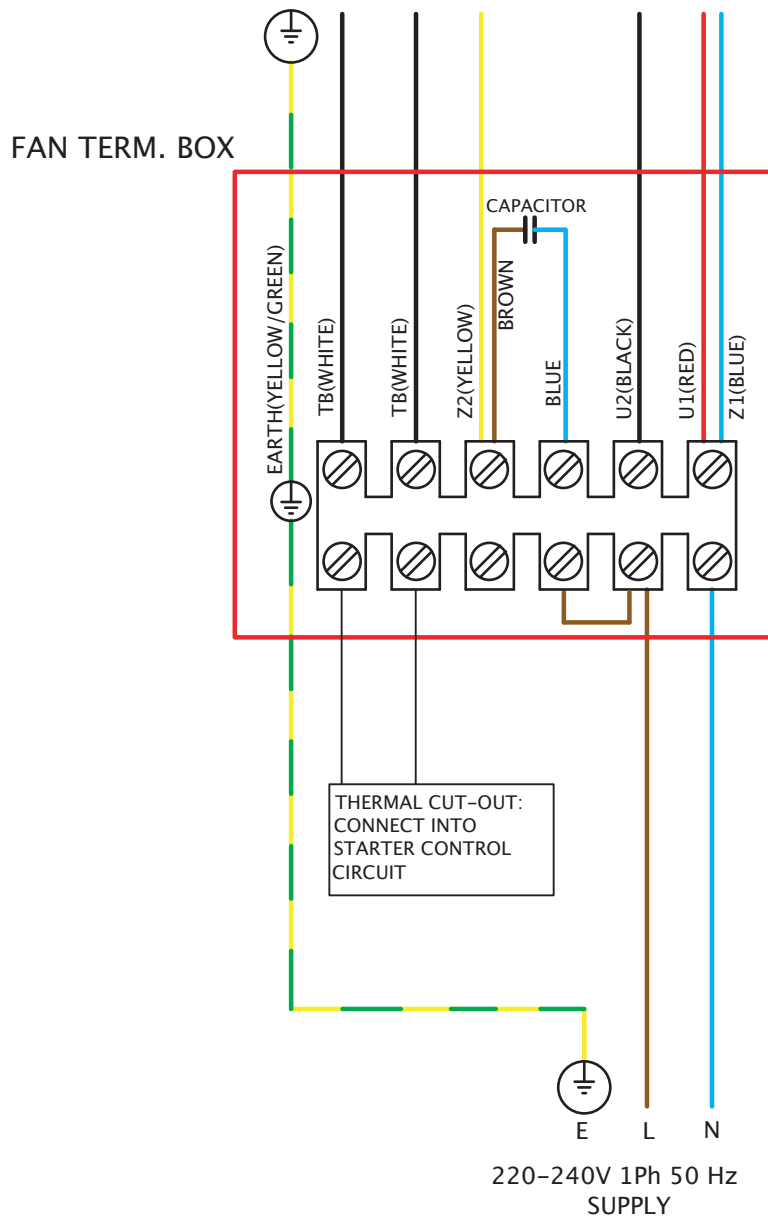 FAN TERM. BOX
CAPACITOR
EARTH(YELLOW/GREEN)
TB(WHITE)
TB(WHITE)
Z2(YELLOW)
BROWN
BLUE
U2(BLACK)
U1(RED)
Z1(BLUE)
THERMAL CUT-OUT:
CONNECT INTO
STARTER CONTROL
CIRCUIT
E L N
220-240V 1Ph 50 Hz
SUPPLY